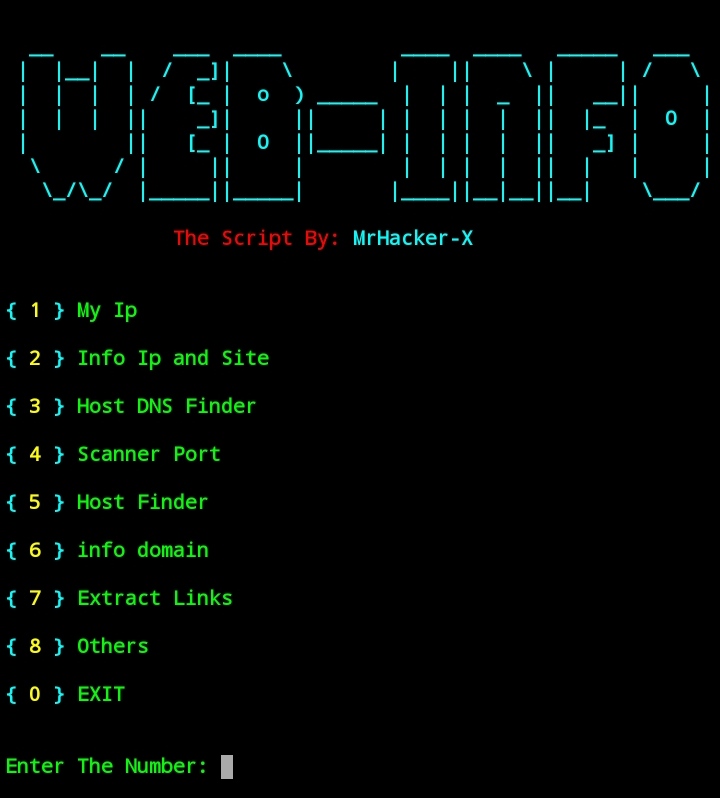 WEB-INFO
The Script By: MrHacker-X
{ 1 } My Ip
{ 2 } Info Ip and Site
{ 3 } Host DNS Finder
{ 4 } Scanner Port
{ 5 } Host Finder
{ 6 } info domain
{ 7 } Extract Links
{ 8 } Others
{ 0 } EXIT
Enter The Number: